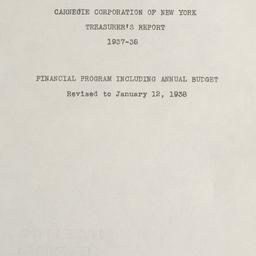 CARNEGIE CORPORATION OF NEW YORK
TREASURER'S REPORT
1937-38
FINANCIAL PROGRAM INCLUDING ANNUAL BUDGET
Revised to January 12, 1938